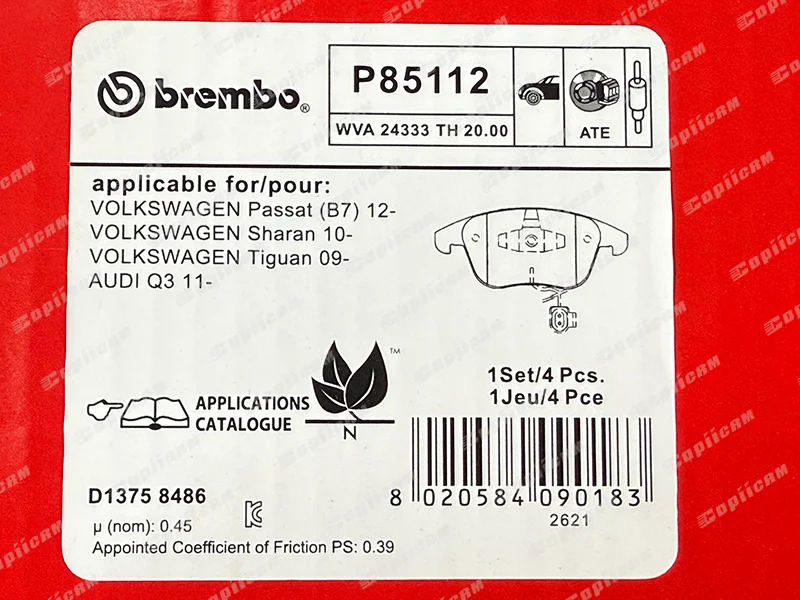 brembo®
P85112
WVA 24333 TH 20.00
ATE
applicable for/pour:
VOLKSWAGEN Passat (B7) 12-
VOLKSWAGEN Sharan 10-
VOLKSWAGEN Tiguan 09-
AUDI Q3 11-
APPLICATIONS
CATALOGUE
TM
N
1Set/4 Pcs.
1Jeu/4 Pce
D1375 8486
µ (nom): 0.45
Appointed Coefficient of Friction PS: 0.39
8 020584 090183
2621
CopiicAM